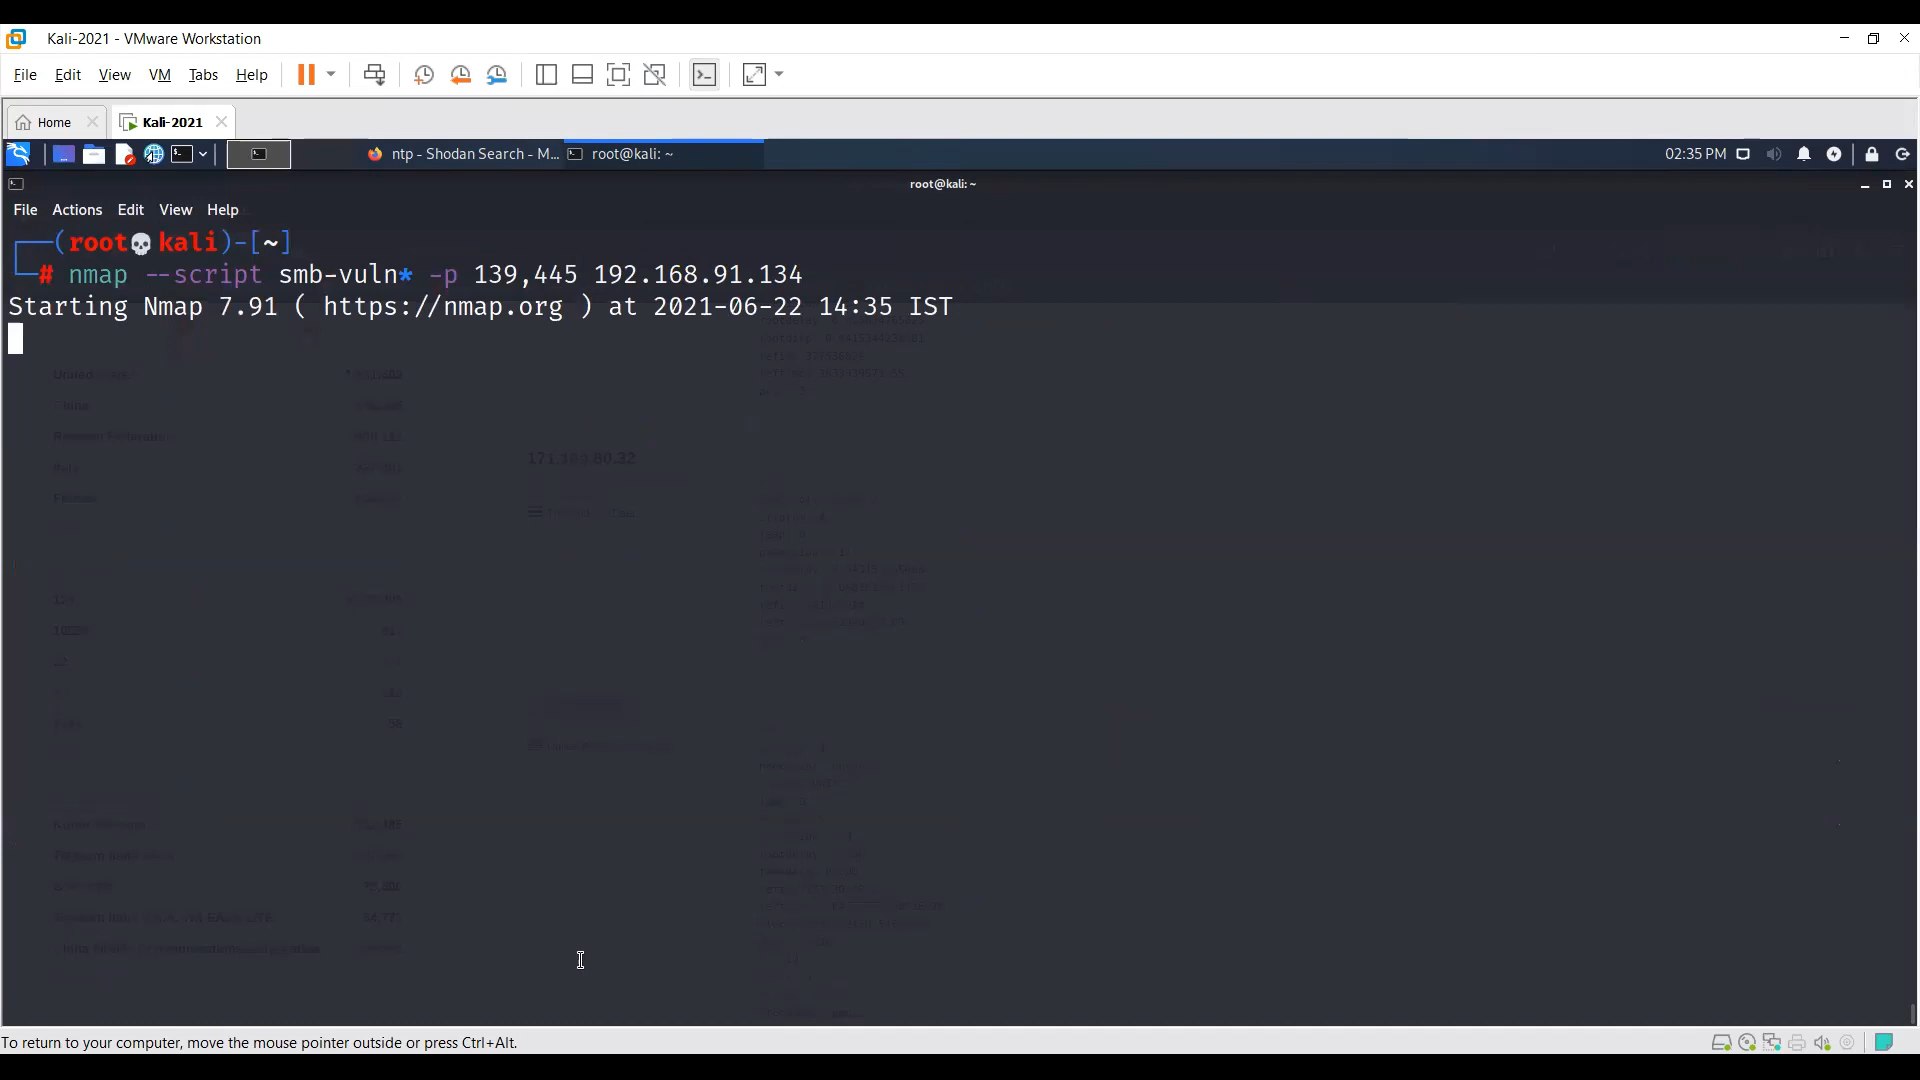 Kali-2021 - VMware Workstation
File Edit View VM Tabs Help
Home Kali-2021
ntp - Shodan Search - M... root@kali: ~ 02:35 PM
root@kali: ~
File Actions Edit View Help
(root💀kali)-[~]
# nmap --script smb-vuln* -p 139,445 192.168.91.134
Starting Nmap 7.91 ( https://nmap.org ) at 2021-06-22 14:35 IST
To return to your computer, move the mouse pointer outside or press Ctrl+Alt.